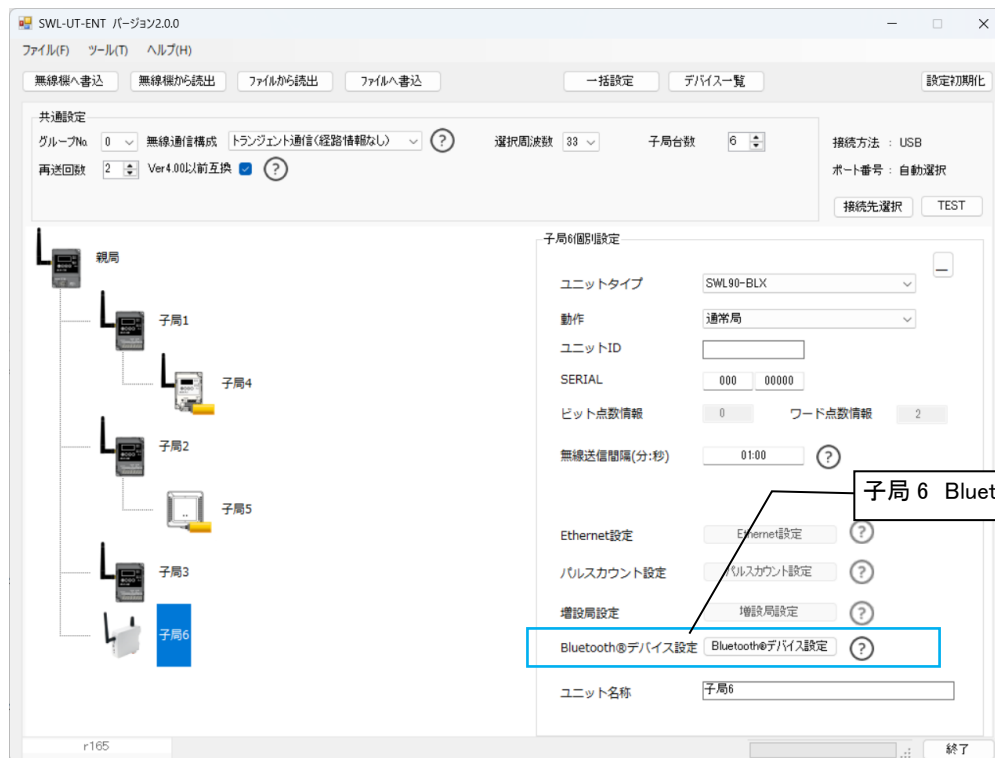 SWL-UT-ENT バージョン2.0.0
ファイル(F) ツール(T) ヘルプ(H)
無線機へ書込 無線機から読出 ファイルから読出 ファイルへ書込 一括設定 デバイス一覧 設定初期化
共通設定
グループNo. 0 無線通信構成 トランジェント通信(経路情報なし) ? 選択周波数 33 子局台数 6 接続方法 : USB
再送回数 2 Ver4.00以前互換 ? ポート番号 : 自動選択
接続先選択 TEST
親局
子局1
子局4
子局2
子局5
子局3
子局6
子局6個別設定
ユニットタイプ SWL90-BLX
動作 通常局
ユニットID
SERIAL 000 00000
ビット点数情報 0 ワード点数情報 2
無線送信間隔(分:秒) 01:00 ?
子局 6 Bluet
Ethernet設定 Ethernet設定 ?
パルスカウント設定 パルスカウント設定 ?
増設局設定 増設局設定 ?
Bluetooth®デバイス設定 Bluetooth®デバイス設定 ?
ユニット名称 子局6
r165 終了